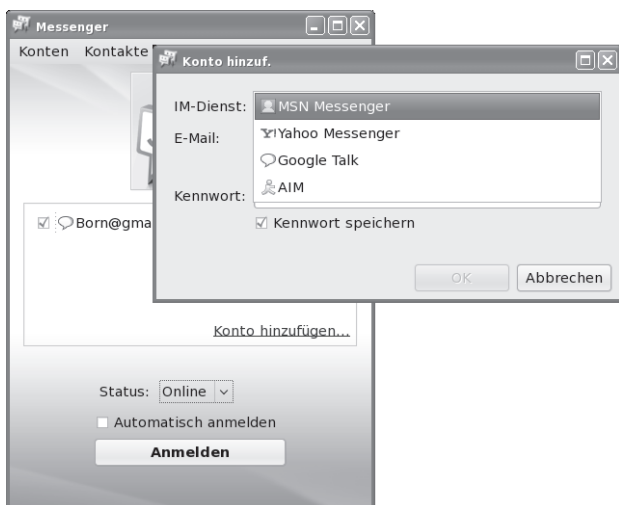 Messenger
Konten Kontakte
Konto hinzuf.
IM-Dienst: MSN Messenger
E-Mail: Yahoo Messenger
Google Talk
AIM
Kennwort:
Kennwort speichern
OK Abbrechen
Born@gma
Konto hinzufügen...
Status: Online
Automatisch anmelden
Anmelden